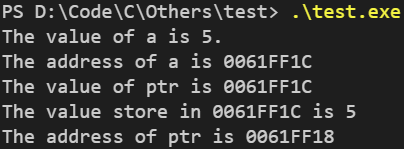 PS D:\Code\C\Others\test> .\test.exe
The value of a is 5.
The address of a is 0061FF1C
The value of ptr is 0061FF1C
The value store in 0061FF1C is 5
The address of ptr is 0061FF18